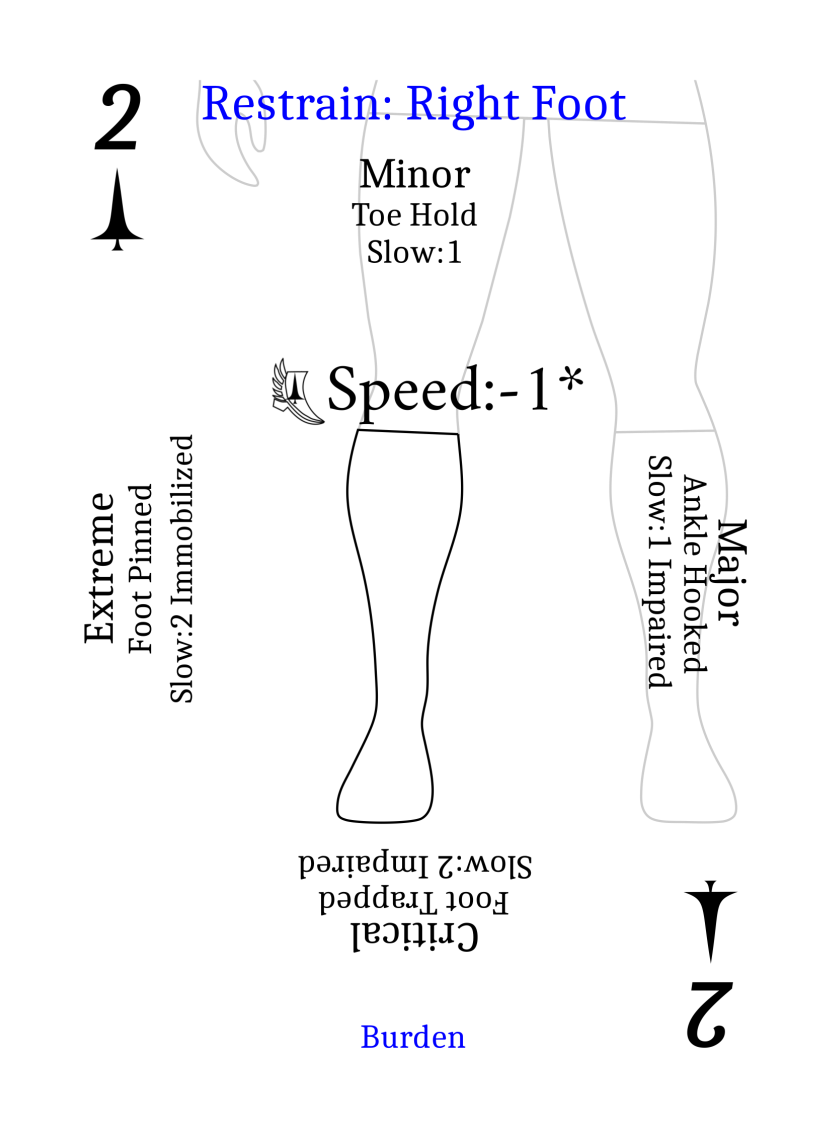 2
Restrain: Right Foot
Minor
Toe Hold
Slow:1
Speed:-1*
Extreme
Foot Pinned
Slow:2 Immobilized
Major
Ankle Hooked
Slow:1 Impaired
Critical
Foot Trapped
Slow:2 Impaired
2
Burden